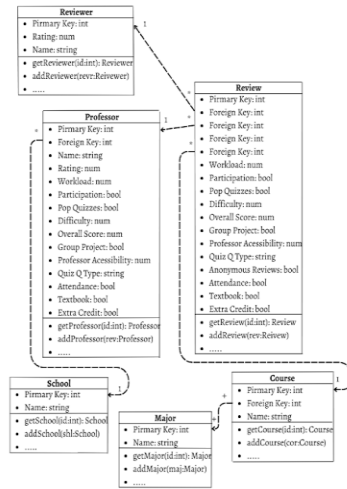 Reviewer
• Pirmary Key: int
• Rating: num
• Name: string
• getReviewer(id:int): Reviewer
• addReviewer(revr:Reivewer)
• .....
1
*
Review
• Pirmary Key: int
• Foreign Key: int
• Foreign Key: int
• Foreign Key: int
• Foreign Key: int
• Workload: num
• Participation: bool
• Pop Quizzes: bool
• Difficulty: num
• Overall Score: num
• Group Project: bool
• Professor Acessibility: num
• Quiz Q Type: string
• Anonymous Reviews: bool
• Attendance: bool
• Textbook: bool
• Extra Credit: bool
• getReview(id:int): Review
• addReview(rev:Reivew)
• .....
*
1
*
Professor
• Pirmary Key: int
• Foreign Key: int
• Name: string
• Rating: num
• Workload: num
• Participation: bool
• Pop Quizzes: bool
• Difficulty: num
• Overall Score: num
• Group Project: bool
• Professor Acessibility: num
• Quiz Q Type: string
• Attendance: bool
• Textbook: bool
• Extra Credit: bool
• getProfessor(id:int): Professor
• addProfessor(rev:Professor)
• .....
*
School
• Pirmary Key: int
• Name: string
• getSchool(id:int): School
• addSchool(shl:School)
• .....
1
Major
• Pirmary Key: int
• Name: string
• getMajor(id:int): Major
• addMajor(maj:Major)
• .....
*
Course
• Pirmary Key: int
• Foreign Key: int
• Name: string
• getCourse(id:int): Course
• addCourse(cor:Course)
• .....
1